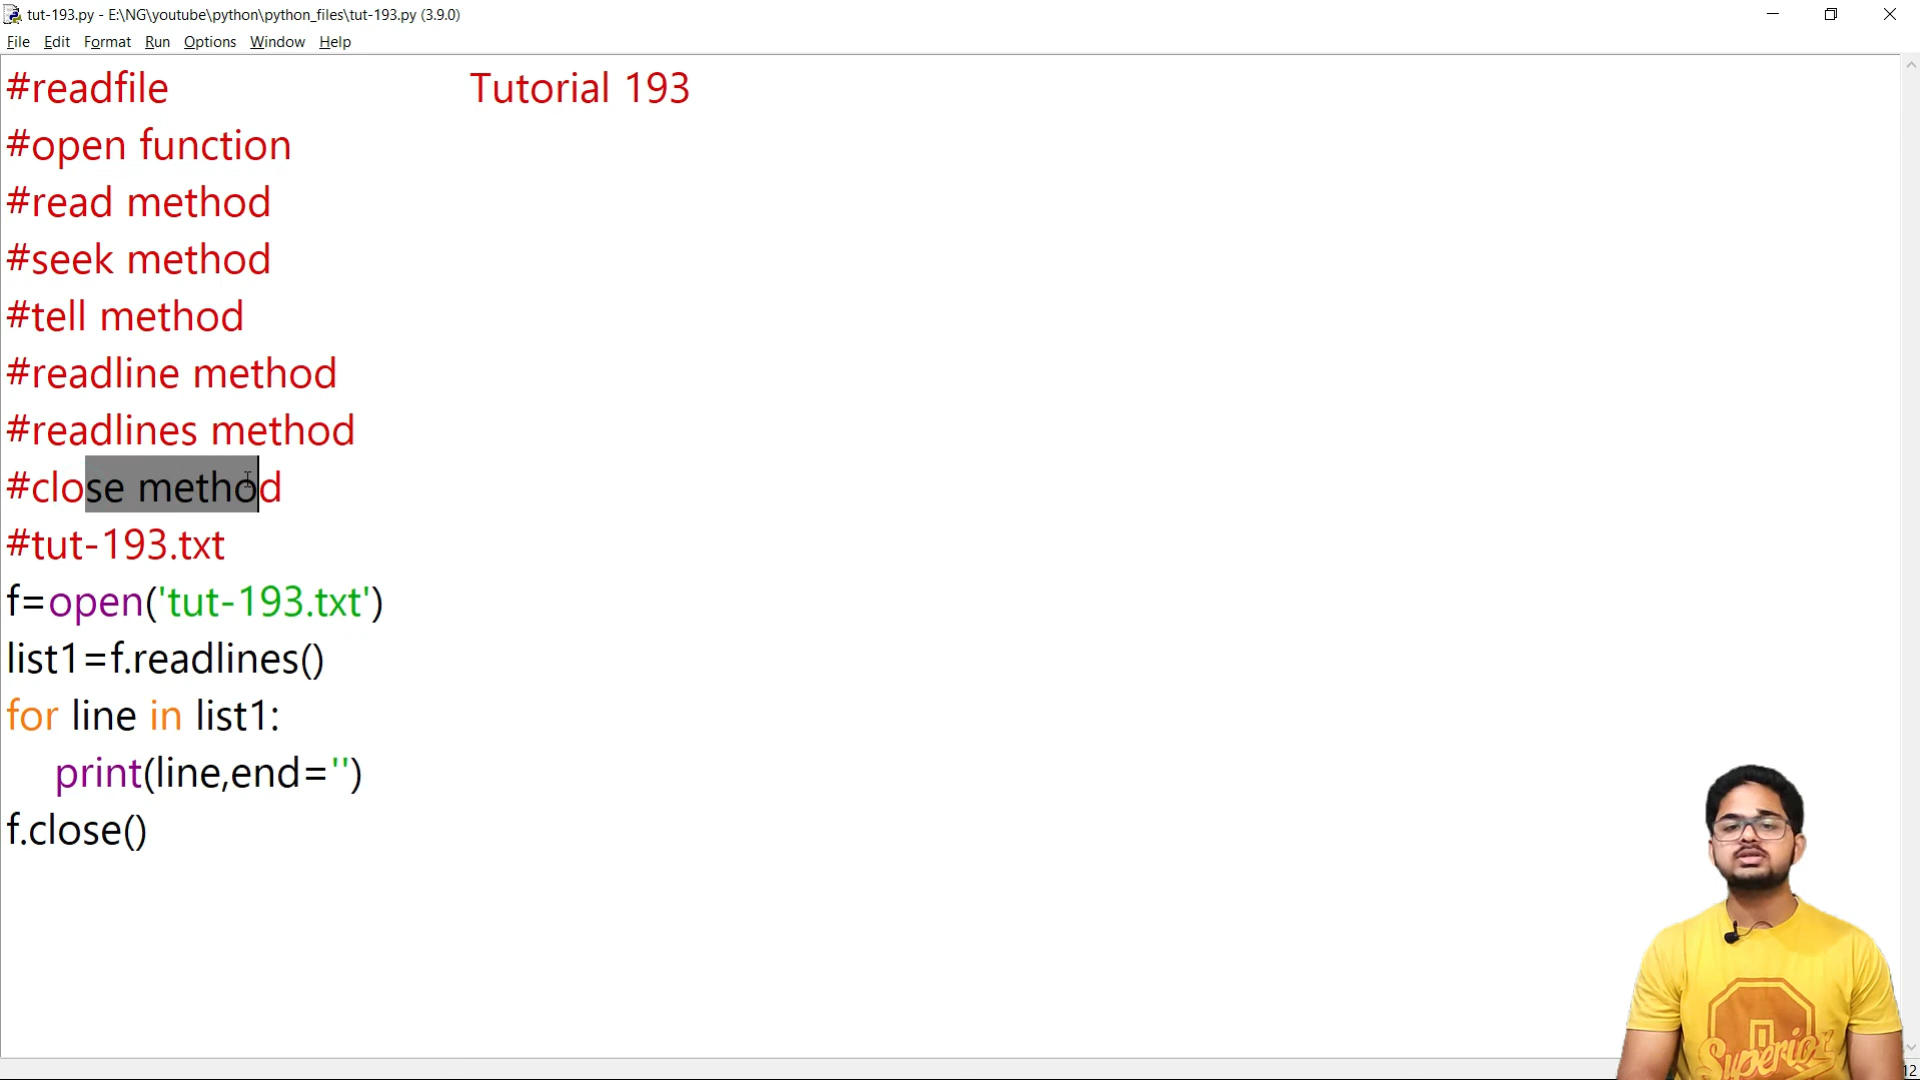 tut-193.py - E:\NG\youtube\python\python_files\tut-193.py (3.9.0)
File Edit Format Run Options Window Help
#readfile Tutorial 193
#open function
#read method
#seek method
#tell method
#readline method
#readlines method
#close method
#tut-193.txt
f=open('tut-193.txt')
list1=f.readlines()
for line in list1:
    print(line,end='')
f.close()
Superior
12